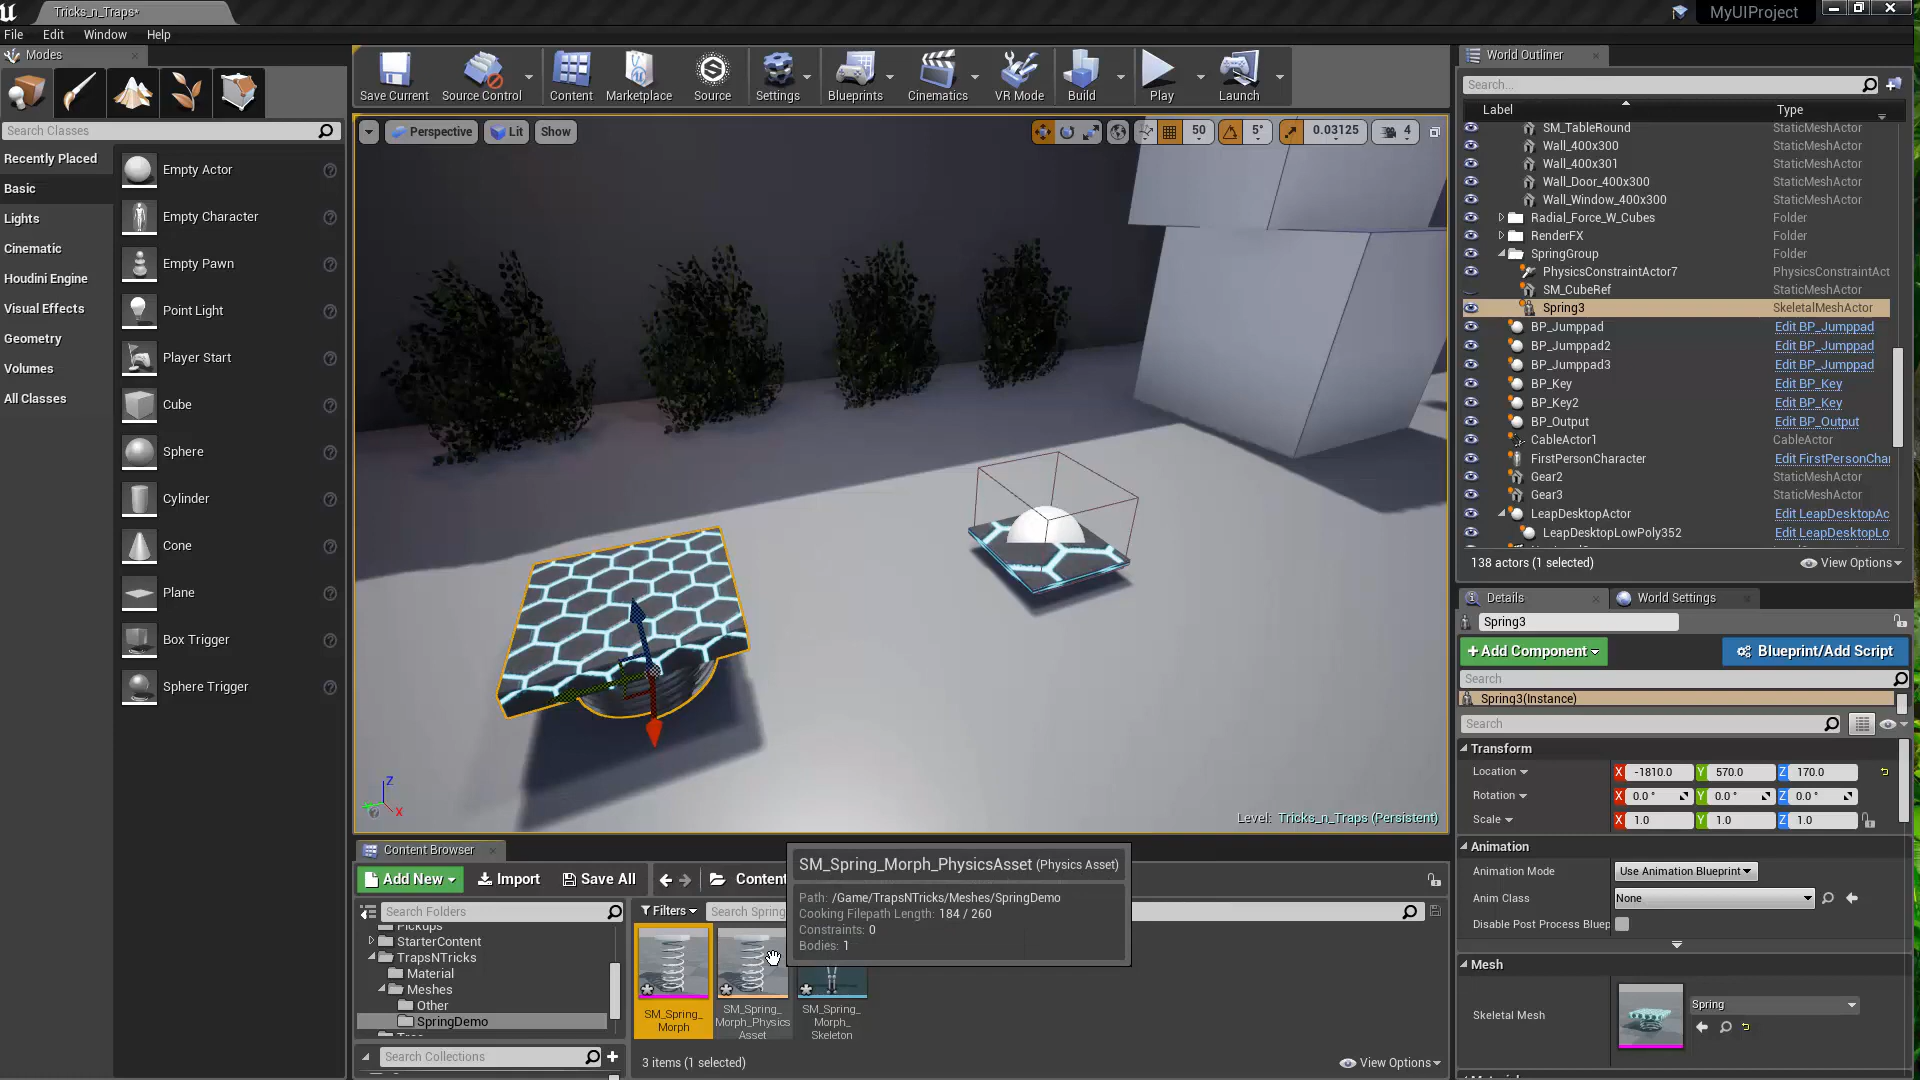 Tricks_n_Traps*
MyUIProject
File Edit Window Help
Modes
Search Classes
Recently Placed
Basic
Lights
Cinematic
Houdini Engine
Visual Effects
Geometry
Volumes
All Classes
Empty Actor
Empty Character
Empty Pawn
Point Light
Player Start
Cube
Sphere
Cylinder
Cone
Plane
Box Trigger
Sphere Trigger
Save Current Source Control Content Marketplace Source Settings Blueprints Cinematics VR Mode Build Play Launch
Perspective Lit Show 50 5° 0.03125 4
Z
X
Level: Tricks_n_Traps (Persistent)
World Outliner
Search...
Label Type
SM_TableRound StaticMeshActor
Wall_400x300 StaticMeshActor
Wall_400x301 StaticMeshActor
Wall_Door_400x300 StaticMeshActor
Wall_Window_400x300 StaticMeshActor
Radial_Force_W_Cubes Folder
RenderFX Folder
SpringGroup Folder
PhysicsConstraintActor7 PhysicsConstraintAct
SM_CubeRef StaticMeshActor
Spring3 SkeletalMeshActor
BP_Jumppad Edit BP_Jumppad
BP_Jumppad2 Edit BP_Jumppad
BP_Jumppad3 Edit BP_Jumppad
BP_Key Edit BP_Key
BP_Key2 Edit BP_Key
BP_Output Edit BP_Output
CableActor1 CableActor
FirstPersonCharacter Edit FirstPersonChar
Gear2 StaticMeshActor
Gear3 StaticMeshActor
LeapDesktopActor Edit LeapDesktopAc
LeapDesktopLowPoly352 Edit LeapDesktopLo
138 actors (1 selected) View Options
Details World Settings
Spring3
+Add Component Blueprint/Add Script
Search
Spring3(Instance)
Search
Transform
Location X -1810.0 Y 570.0 Z 170.0
Rotation X 0.0 ° Y 0.0 ° Z 0.0 °
Scale X 1.0 Y 1.0 Z 1.0
Animation
Animation Mode Use Animation Blueprint
Anim Class None
Disable Post Process Bluep
Mesh
Skeletal Mesh Spring
Content Browser
Add New Import Save All Content
Search Folders
StarterContent
TrapsNTricks
Material
Meshes
Other
SpringDemo
Search Collections
Filters Search Spring
SM_Spring_Morph_PhysicsAsset (Physics Asset)
Path: /Game/TrapsNTricks/Meshes/SpringDemo
Cooking Filepath Length: 184 / 260
Constraints: 0
Bodies: 1
SM_Spring_
Morph
SM_Spring_
Morph_Physics
Asset
SM_Spring_
Morph_
Skeleton
3 items (1 selected) View Options